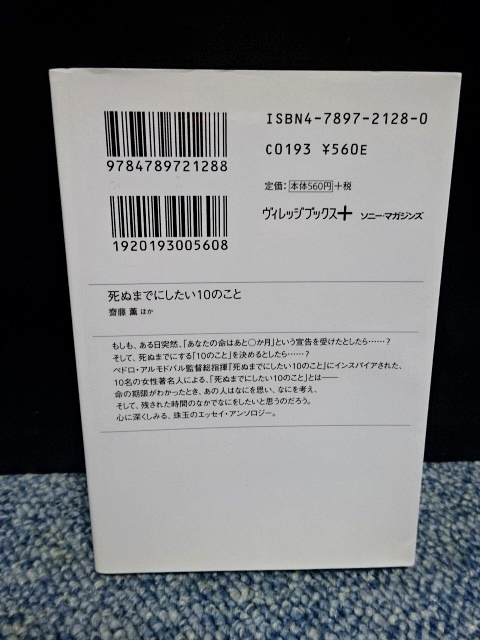 ISBN4-7897-2128-0
9784789721288
C0193 ¥560E
定価：本体560円＋税
1920193005608
ヴィレッジブックス＋ ソニー・マガジンズ
死ぬまでにしたい10のこと
齋藤 薫 ほか
もしも、ある日突然、「あなたの命はあと○か月」という宣告を受けたとしたら……？
そして、死ぬまでにする「10のこと」を決めるとしたら……？
ペドロ・アルモドバル監督総指揮『死ぬまでにしたい10のこと』にインスパイアされた、
10名の女性著名人による、「死ぬまでにしたい10のこと」とは――
命の期限がわかったとき、あの人はなにを思い、なにを考え、
そして、残された時間のなかでなにをしたいと思うのだろう。
心に深くしみる、珠玉のエッセイ・アンソロジー。